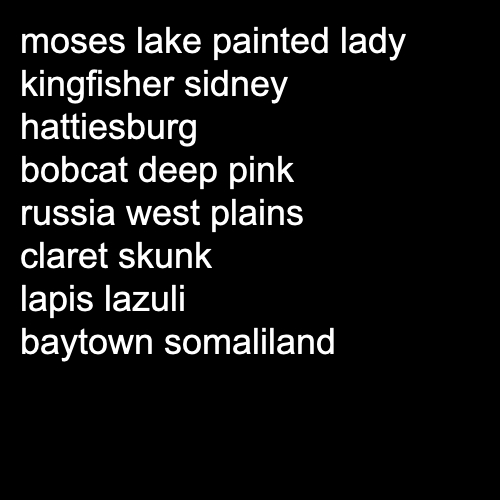 moses lake painted lady
kingfisher sidney
hattiesburg
bobcat deep pink
russia west plains
claret skunk
lapis lazuli
baytown somaliland